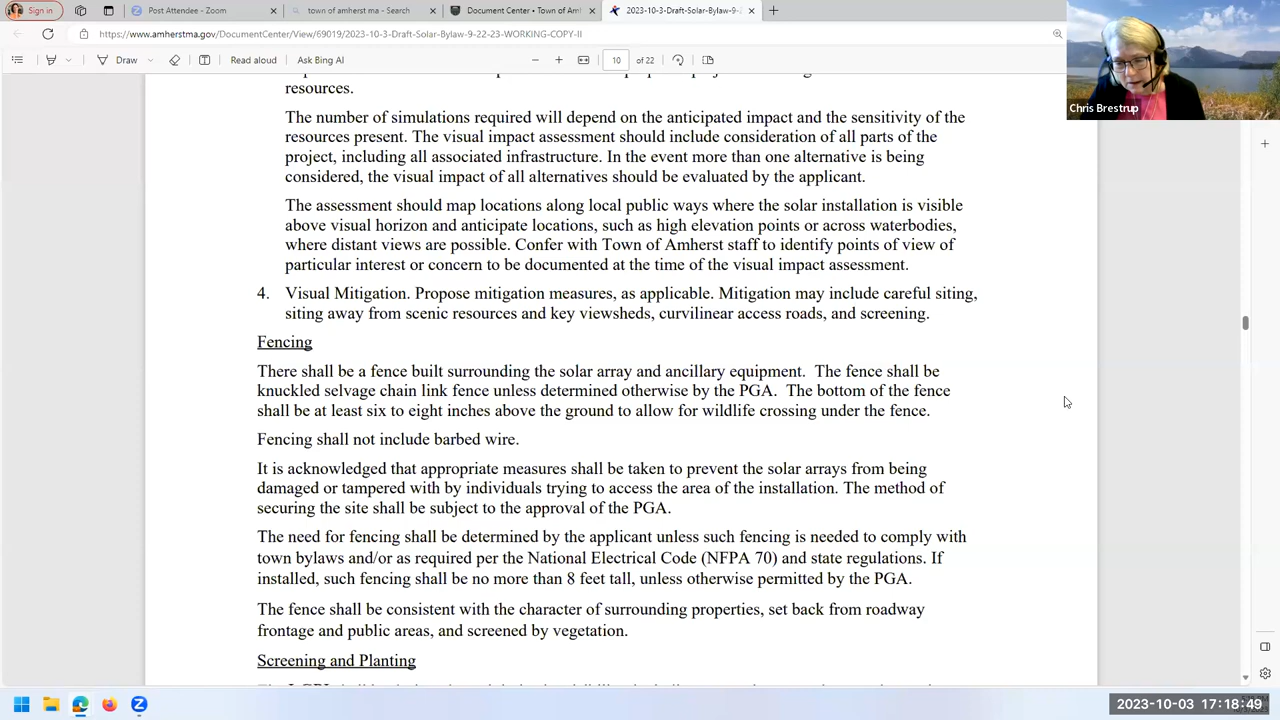 Sign in
Post Attendee - Zoom
town of amherst ma - Search
Document Center • Town of Am
2023-10-3-Draft-Solar-Bylaw-9-2
https://www.amherstma.gov/DocumentCenter/View/69019/2023-10-3-Draft-Solar-Bylaw-9-22-23-WORKING-COPY-II
Draw
Read aloud
Ask Bing AI
10 of 22
Chris Brestrup
resources.
The number of simulations required will depend on the anticipated impact and the sensitivity of the
resources present. The visual impact assessment should include consideration of all parts of the
project, including all associated infrastructure. In the event more than one alternative is being
considered, the visual impact of all alternatives should be evaluated by the applicant.
The assessment should map locations along local public ways where the solar installation is visible
above visual horizon and anticipate locations, such as high elevation points or across waterbodies,
where distant views are possible. Confer with Town of Amherst staff to identify points of view of
particular interest or concern to be documented at the time of the visual impact assessment.
4. Visual Mitigation. Propose mitigation measures, as applicable. Mitigation may include careful siting,
siting away from scenic resources and key viewsheds, curvilinear access roads, and screening.
Fencing
There shall be a fence built surrounding the solar array and ancillary equipment. The fence shall be
knuckled selvage chain link fence unless determined otherwise by the PGA. The bottom of the fence
shall be at least six to eight inches above the ground to allow for wildlife crossing under the fence.
Fencing shall not include barbed wire.
It is acknowledged that appropriate measures shall be taken to prevent the solar arrays from being
damaged or tampered with by individuals trying to access the area of the installation. The method of
securing the site shall be subject to the approval of the PGA.
The need for fencing shall be determined by the applicant unless such fencing is needed to comply with
town bylaws and/or as required per the National Electrical Code (NFPA 70) and state regulations. If
installed, such fencing shall be no more than 8 feet tall, unless otherwise permitted by the PGA.
The fence shall be consistent with the character of surrounding properties, set back from roadway
frontage and public areas, and screened by vegetation.
Screening and Planting
2023-10-03 17:18:49